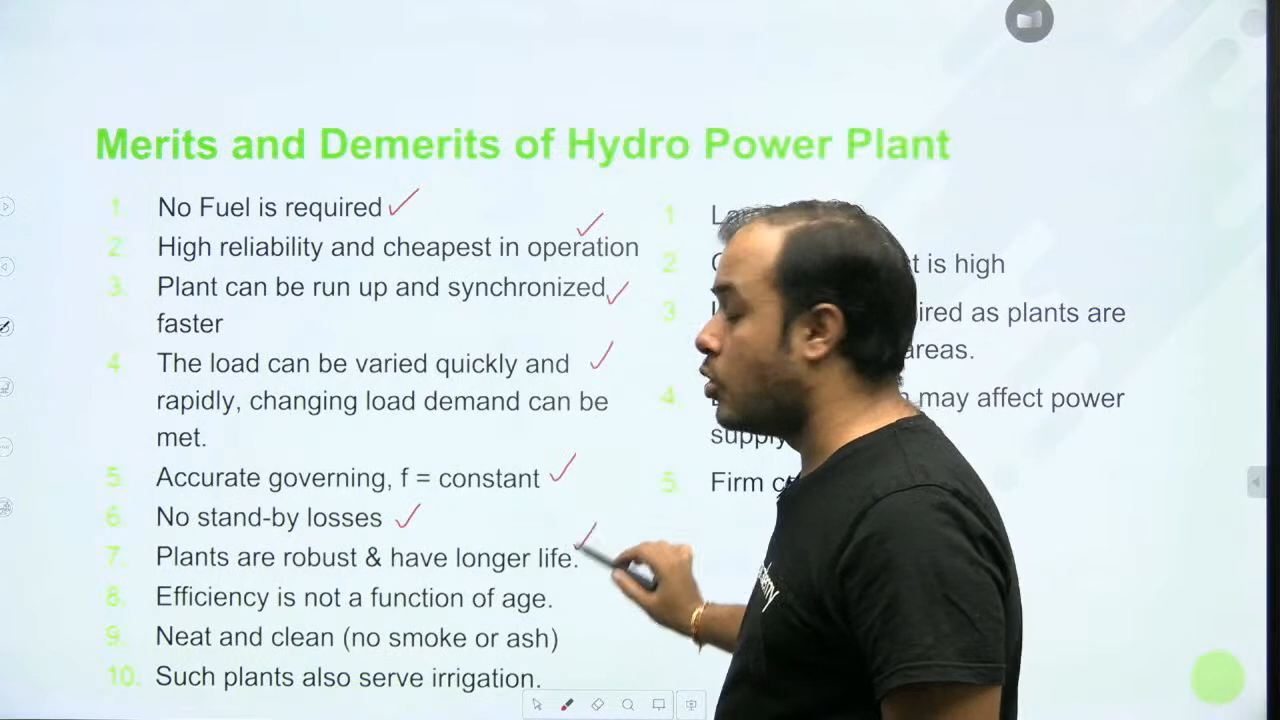 Merits and Demerits of Hydro Power Plant
1. No Fuel is required
2. High reliability and cheapest in operation
3. Plant can be run up and synchronized
faster
4. The load can be varied quickly and
rapidly, changing load demand can be
met.
5. Accurate governing, f = constant
6. No stand-by losses
7. Plants are robust & have longer life.
8. Efficiency is not a function of age.
9. Neat and clean (no smoke or ash)
10. Such plants also serve irrigation.
1.
2. is high
3. as plants are
areas.
4. may affect power
supply
5. Firm